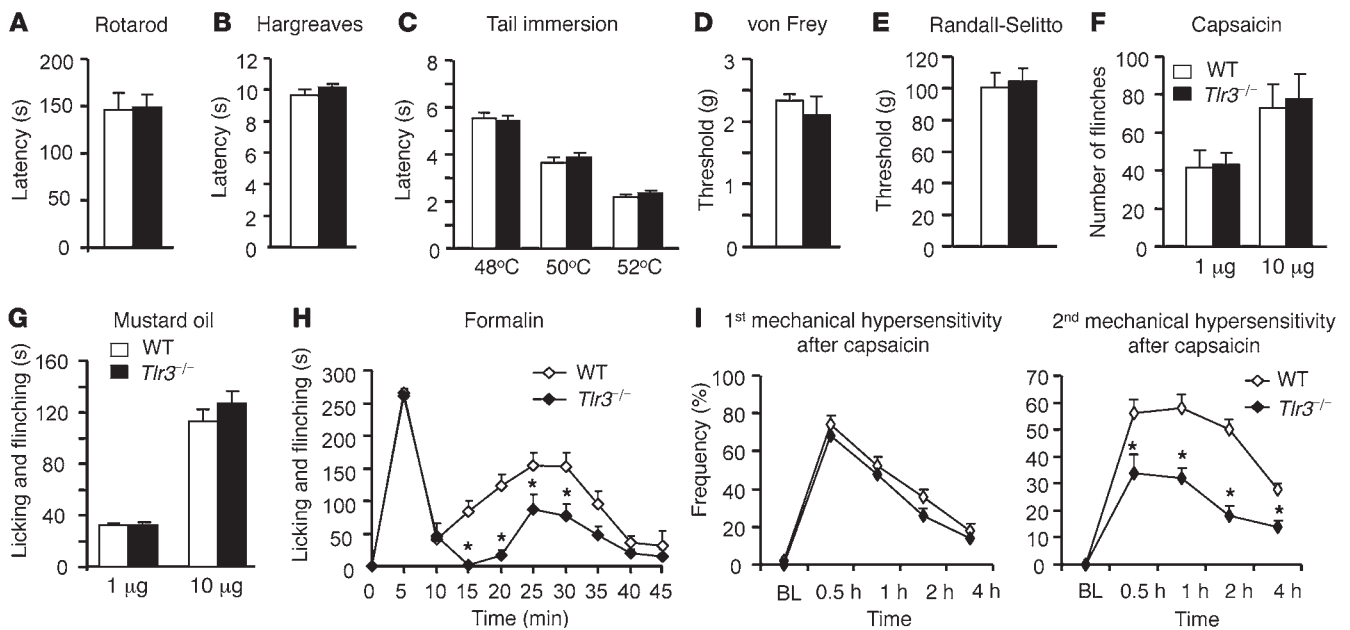 A Rotarod
Latency (s)
200
150
100
50
0
B Hargreaves
Latency (s)
12
10
8
6
4
2
0
C Tail immersion
Latency (s)
8
6
4
2
0
48°C 50°C 52°C
D von Frey
Threshold (g)
3
2
1
0
E Randall-Selitto
Threshold (g)
120
100
80
60
40
20
0
F Capsaicin
Number of flinches
100
80
60
40
20
0
WT
Tlr3–/–
1 μg 10 μg
G Mustard oil
WT
Tlr3–/–
Licking and flinching (s)
160
120
80
40
0
1 μg 10 μg
H Formalin
Licking and flinching (s)
300
250
200
150
100
50
0
WT
Tlr3–/–
* * * *
0 5 10 15 20 25 30 35 40 45
Time (min)
I 1st mechanical hypersensitivity
after capsaicin
Frequency (%)
100
80
60
40
20
0
BL 0.5 h 1 h 2 h 4 h
Time
2nd mechanical hypersensitivity
after capsaicin
70
60
50
40
30
20
10
0
WT
Tlr3–/–
* * * *
BL 0.5 h 1 h 2 h 4 h
Time